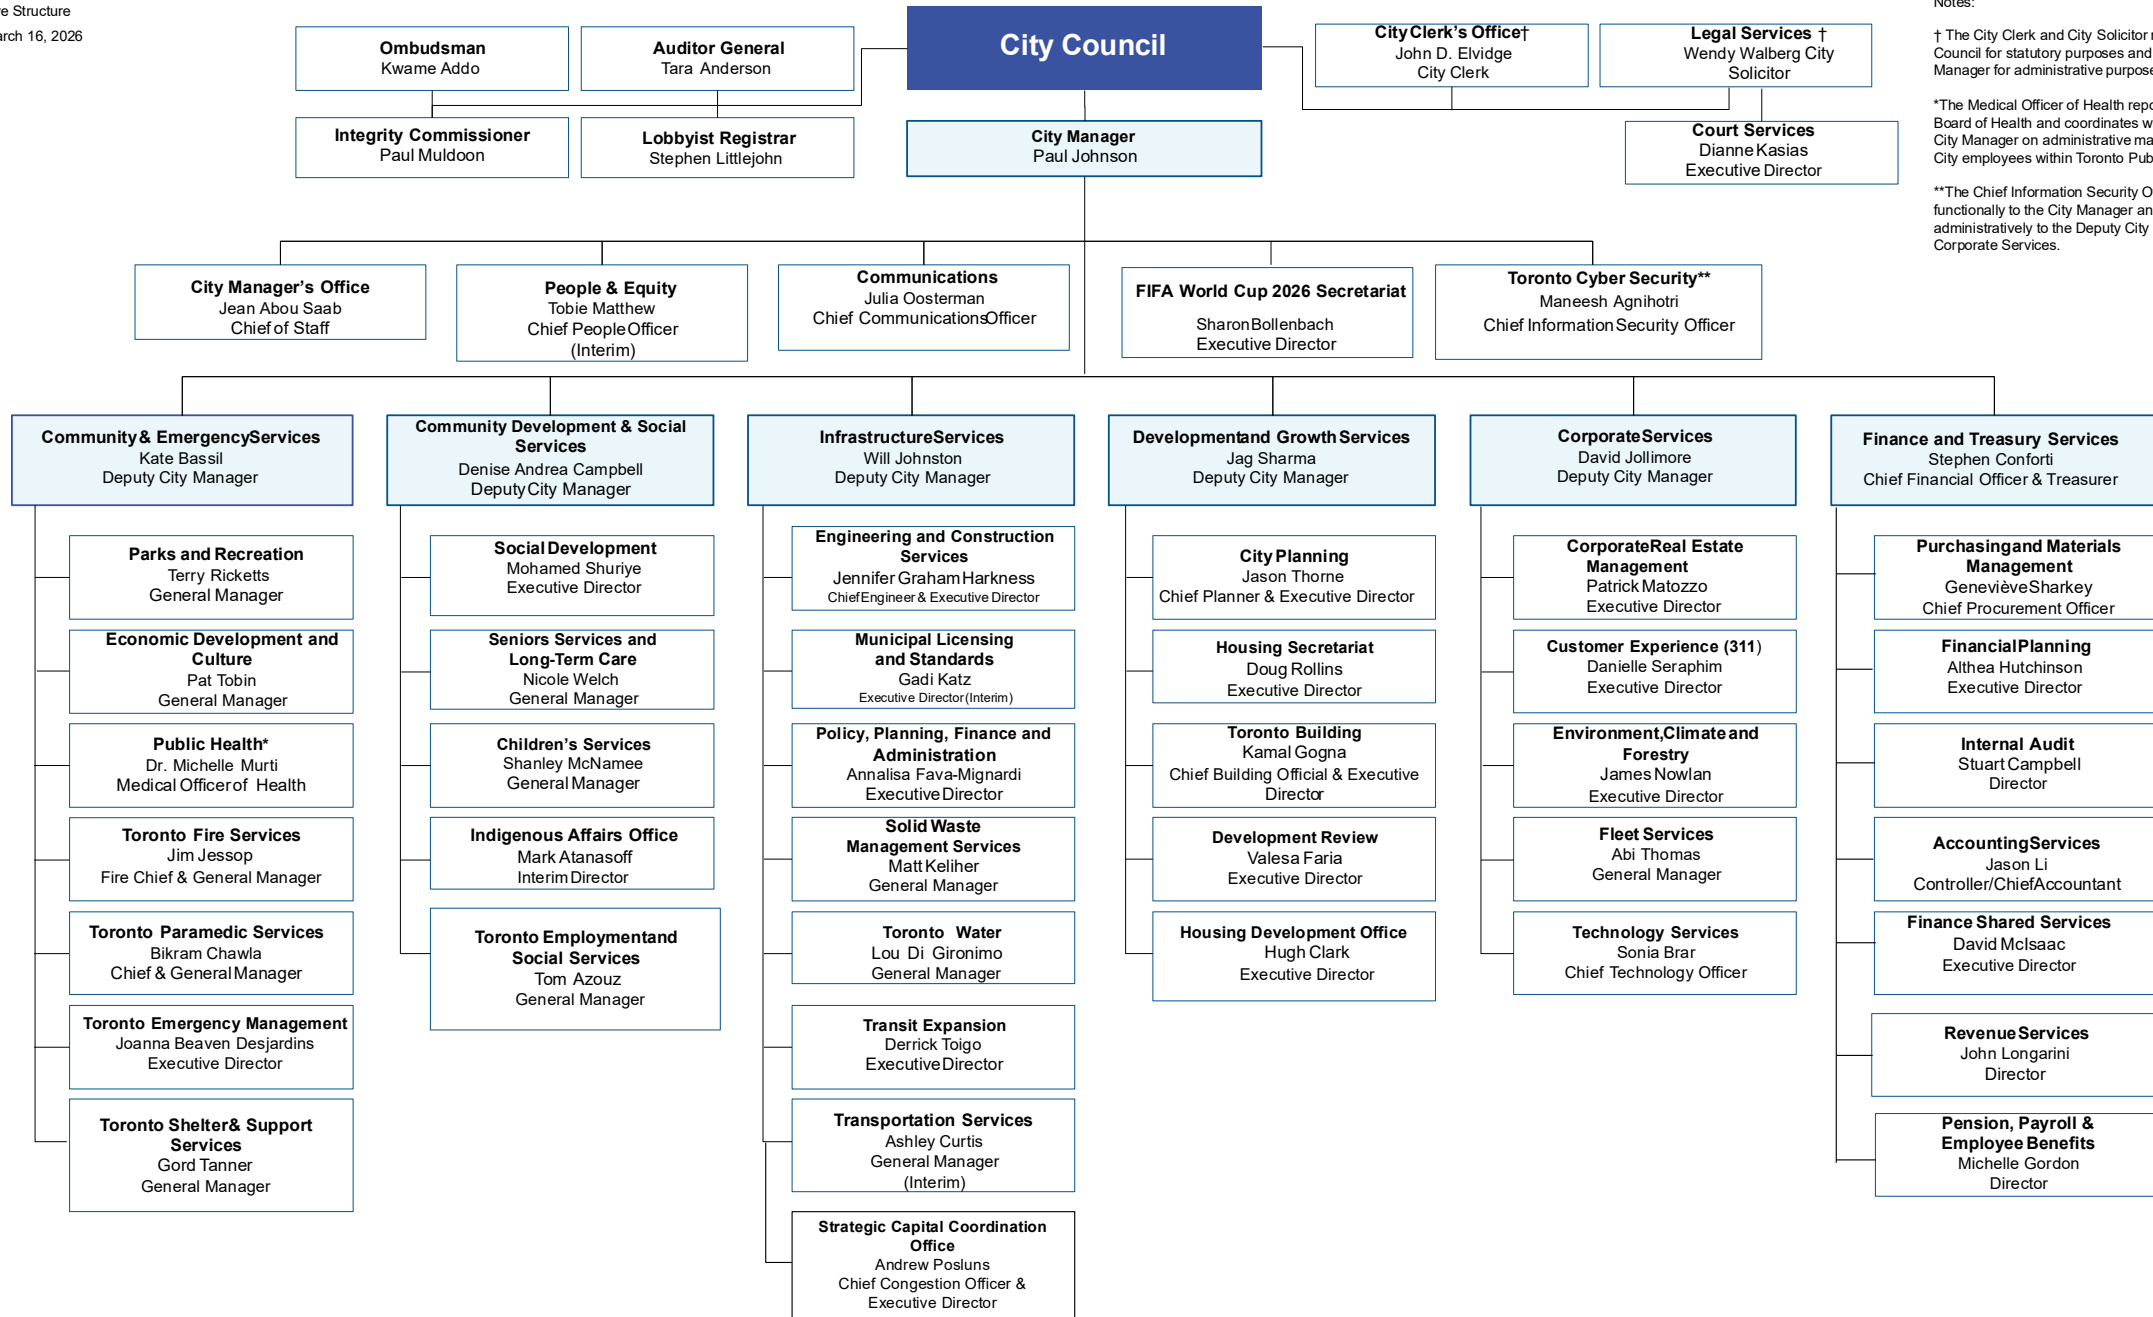 Structure
March 16, 2026
Ombudsman
Kwame Addo
Auditor General
Tara Anderson
City Council
City Clerk's Office†
John D. Elvidge
City Clerk
Legal Services †
Wendy Walberg City
Solicitor
Notes:
† The City Clerk and City Solicitor
Council for statutory purposes and
Manager for administrative
*The Medical Officer of Health
Board of Health and coordinates
City Manager on administrative
City employees within Toronto
**The Chief Information Security
functionally to the City Manager
administratively to the Deputy City
Corporate Services.
Integrity Commissioner
Paul Muldoon
Lobbyist Registrar
Stephen Littlejohn
City Manager
Paul Johnson
Court Services
Dianne Kasias
Executive Director
City Manager's Office
Jean Abou Saab
Chief of Staff
People & Equity
Tobie Matthew
Chief People Officer
(Interim)
Communications
Julia Oosterman
Chief Communications Officer
FIFA World Cup 2026 Secretariat
Sharon Bollenbach
Executive Director
Toronto Cyber Security**
Maneesh Agnihotri
Chief Information Security Officer
Community & Emergency Services
Kate Bassil
Deputy City Manager
Parks and Recreation
Terry Ricketts
General Manager
Economic Development and
Culture
Pat Tobin
General Manager
Public Health*
Dr. Michelle Murti
Medical Officer of Health
Toronto Fire Services
Jim Jessop
Fire Chief & General Manager
Toronto Paramedic Services
Bikram Chawla
Chief & General Manager
Toronto Emergency Management
Joanna Beaven Desjardins
Executive Director
Toronto Shelter & Support
Services
Gord Tanner
General Manager
Community Development & Social
Services
Denise Andrea Campbell
Deputy City Manager
Social Development
Mohamed Shuriye
Executive Director
Seniors Services and
Long-Term Care
Nicole Welch
General Manager
Children's Services
Shanley McNamee
General Manager
Indigenous Affairs Office
Mark Atanasoff
Interim Director
Toronto Employment and
Social Services
Tom Azouz
General Manager
Infrastructure Services
Will Johnston
Deputy City Manager
Engineering and Construction
Services
Jennifer Graham Harkness
Chief Engineer & Executive Director
Municipal Licensing
and Standards
Gadi Katz
Executive Director (Interim)
Policy, Planning, Finance and
Administration
Annalisa Fava-Mignardi
Executive Director
Solid Waste
Management Services
Matt Keliher
General Manager
Toronto Water
Lou Di Gironimo
General Manager
Transit Expansion
Derrick Toigo
Executive Director
Transportation Services
Ashley Curtis
General Manager
(Interim)
Strategic Capital Coordination
Office
Andrew Posluns
Chief Congestion Officer &
Executive Director
Development and Growth Services
Jag Sharma
Deputy City Manager
City Planning
Jason Thorne
Chief Planner & Executive Director
Housing Secretariat
Doug Rollins
Executive Director
Toronto Building
Kamal Gogna
Chief Building Official & Executive
Director
Development Review
Valesa Faria
Executive Director
Housing Development Office
Hugh Clark
Executive Director
Corporate Services
David Jollimore
Deputy City Manager
Corporate Real Estate
Management
Patrick Matozzo
Executive Director
Customer Experience (311)
Danielle Seraphim
Executive Director
Environment, Climate and
Forestry
James Nowlan
Executive Director
Fleet Services
Abi Thomas
General Manager
Technology Services
Sonia Brar
Chief Technology Officer
Finance and Treasury Services
Stephen Conforti
Chief Financial Officer & Treasurer
Purchasing and Materials
Management
Geneviève Sharkey
Chief Procurement Officer
Financial Planning
Althea Hutchinson
Executive Director
Internal Audit
Stuart Campbell
Director
Accounting Services
Jason Li
Controller/Chief Accountant
Finance Shared Services
David McIsaac
Executive Director
Revenue Services
John Longarini
Director
Pension, Payroll &
Employee Benefits
Michelle Gordon
Director